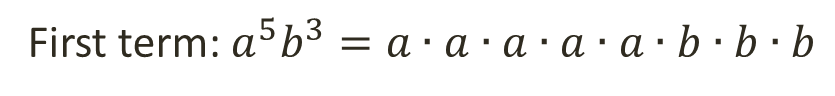 First term: a⁵b³ = a · a · a · a · a · b · b · b